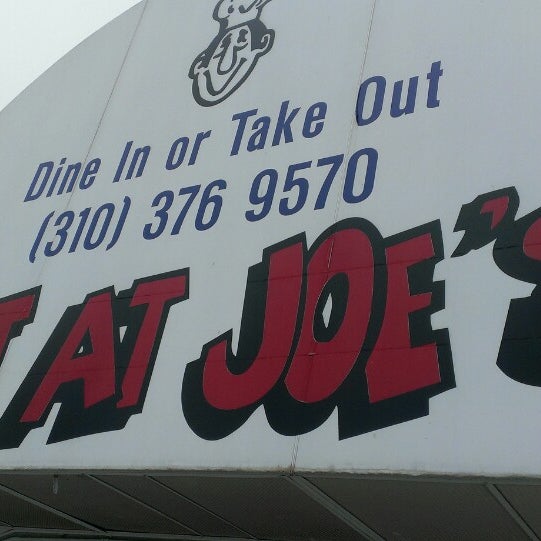 Dine In or Take Out
(310) 376 9570
T AT JOE'S